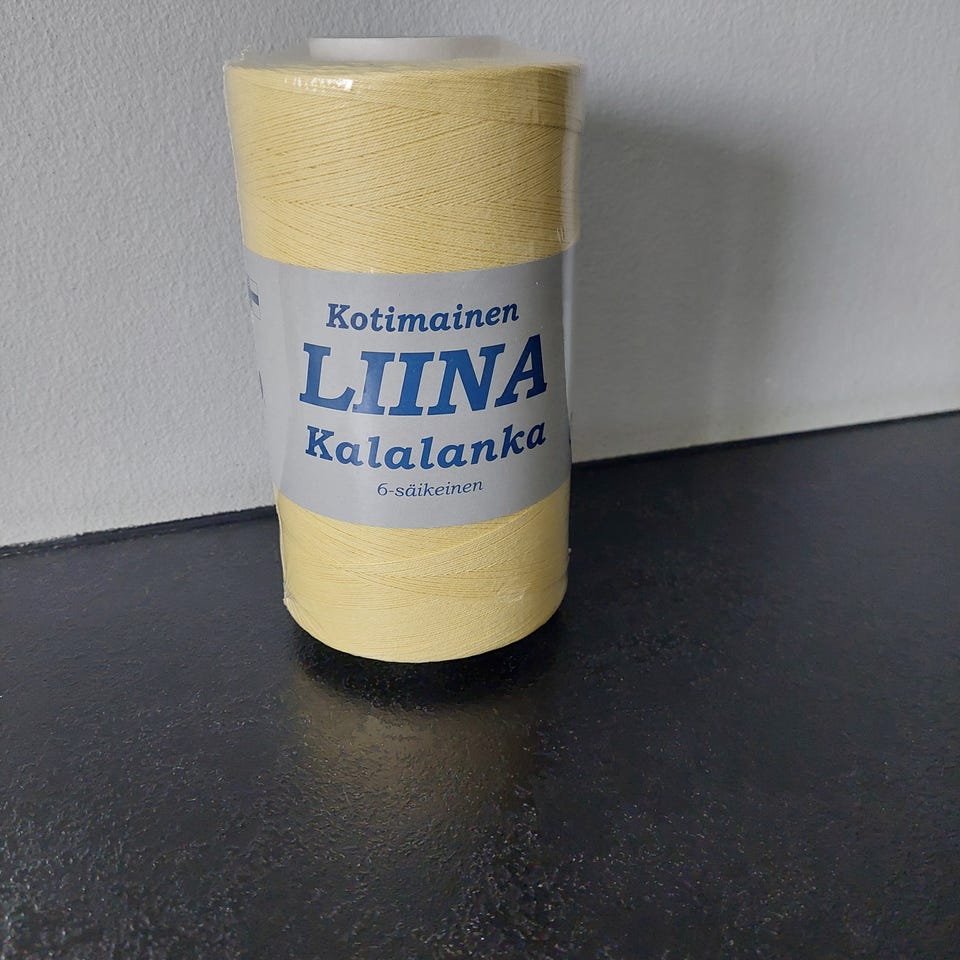 Kotimainen
LIINA
Kalalanka
6-säikeinen